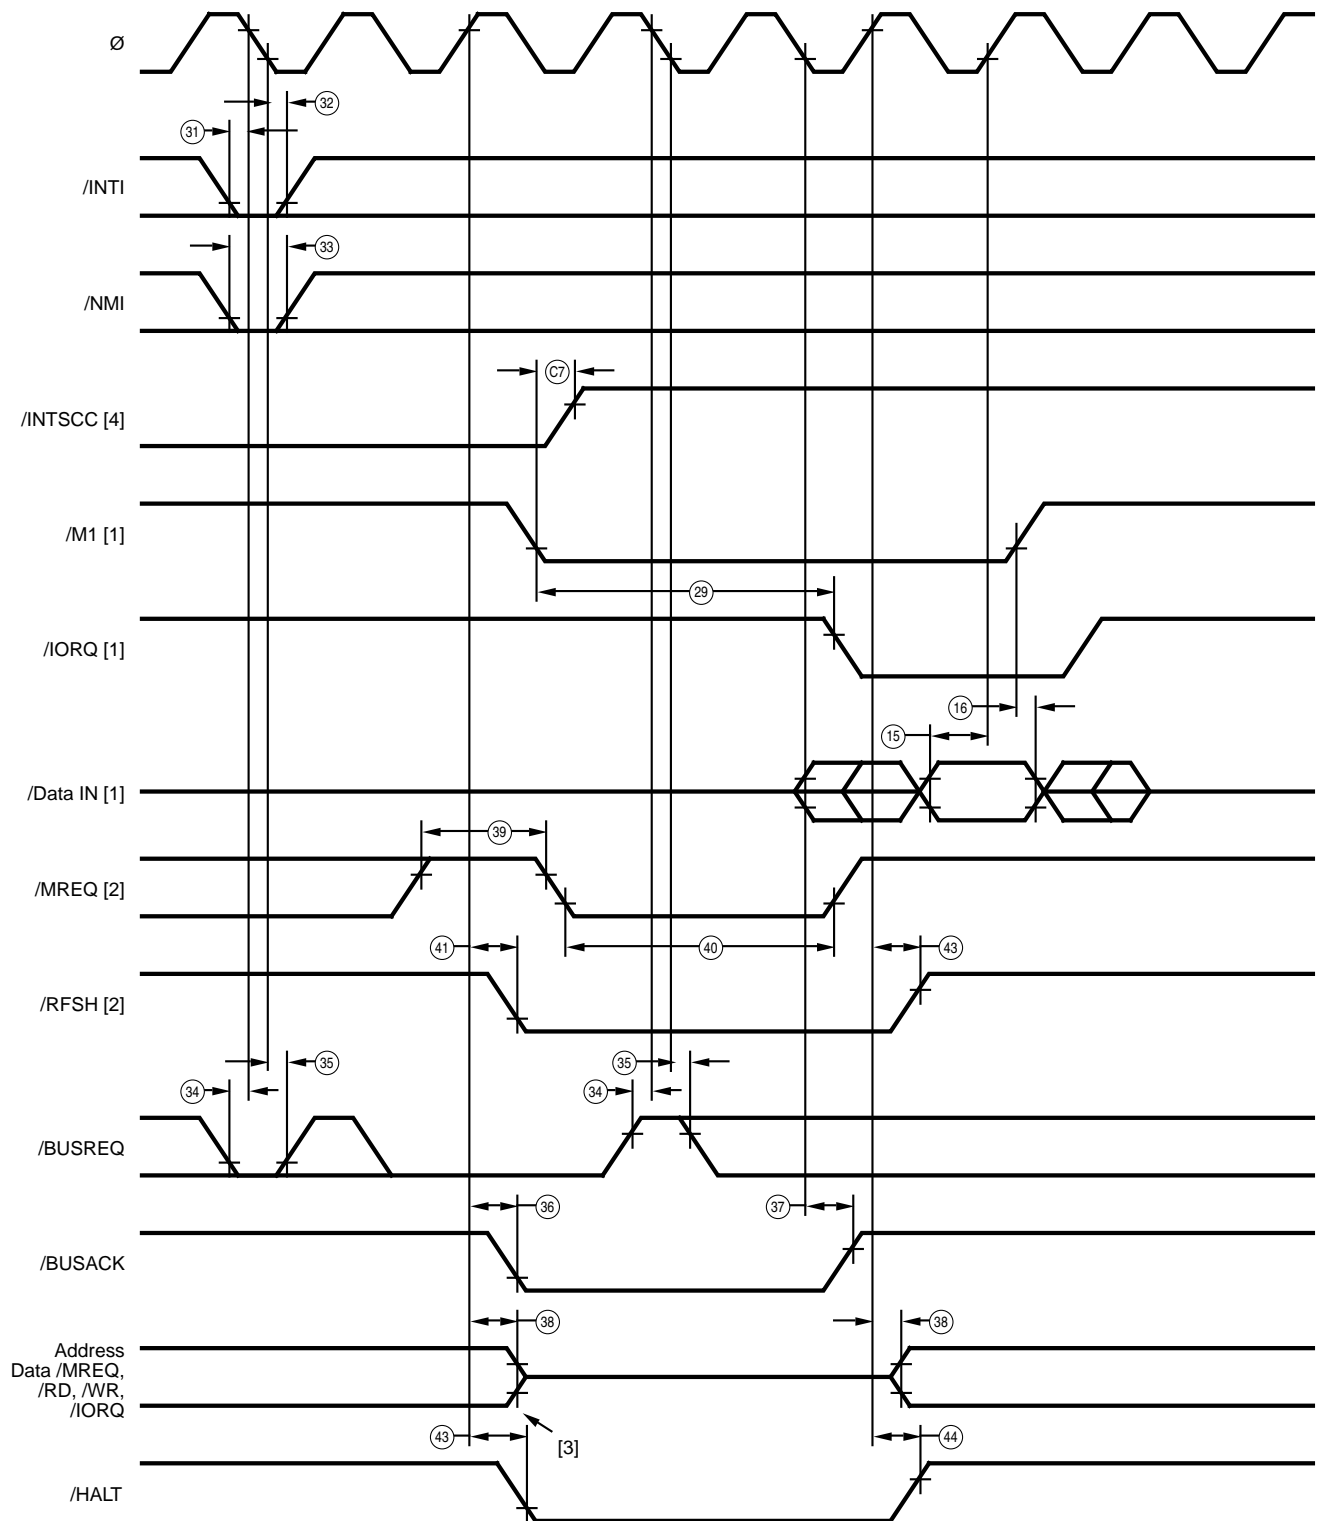 Ø
32
31
/INTI
33
/NMI
C7
/INTSCC [4]
/M1 [1]
29
/IORQ [1]
16
15
/Data IN [1]
39
/MREQ [2]
41
40
43
/RFSH [2]
35
35
34
34
/BUSREQ
36
37
/BUSACK
38
38
Address
Data /MREQ,
/RD, /WR,
/IORQ
43
[3]
44
/HALT